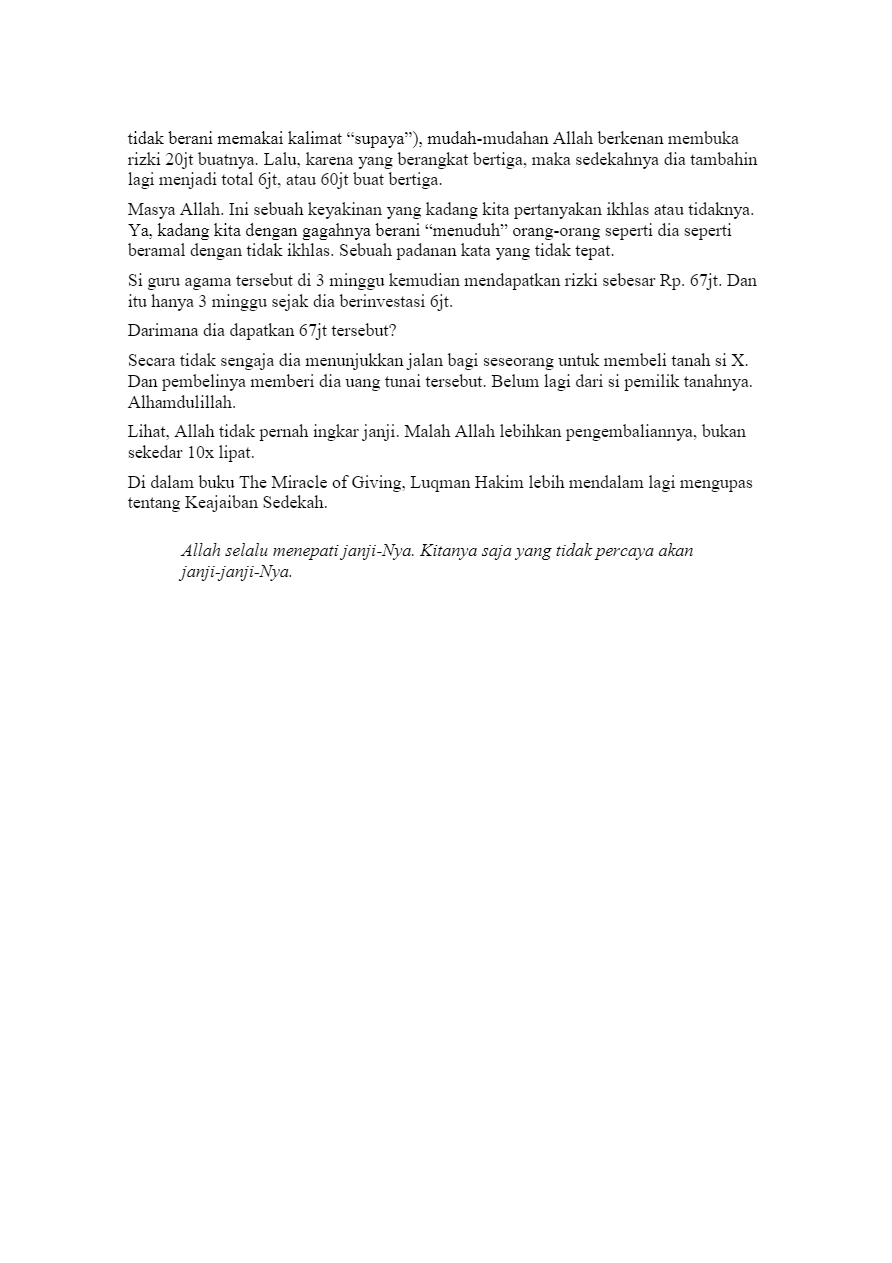 tidak berani memakai kalimat “supaya”), mudah-mudahan Allah berkenan membuka
rizki 20jt buatnya. Lalu, karena yang berangkat bertiga, maka sedekahnya dia tambahin
lagi menjadi total 6jt, atau 60jt buat bertiga.
Masya Allah. Ini sebuah keyakinan yang kadang kita pertanyakan ikhlas atau tidaknya.
Ya, kadang kita dengan gagahnya berani “menuduh” orang-orang seperti dia seperti
beramal dengan tidak ikhlas. Sebuah padanan kata yang tidak tepat.
Si guru agama tersebut di 3 minggu kemudian mendapatkan rizki sebesar Rp. 67jt. Dan
itu hanya 3 minggu sejak dia berinvestasi 6jt.
Darimana dia dapatkan 67jt tersebut?
Secara tidak sengaja dia menunjukkan jalan bagi seseorang untuk membeli tanah si X.
Dan pembelinya memberi dia uang tunai tersebut. Belum lagi dari si pemilik tanahnya.
Alhamdulillah.
Lihat, Allah tidak pernah ingkar janji. Malah Allah lebihkan pengembaliannya, bukan
sekedar 10x lipat.
Di dalam buku The Miracle of Giving, Luqman Hakim lebih mendalam lagi mengupas
tentang Keajaiban Sedekah.
Allah selalu menepati janji-Nya. Kitanya saja yang tidak percaya akan
janji-janji-Nya.